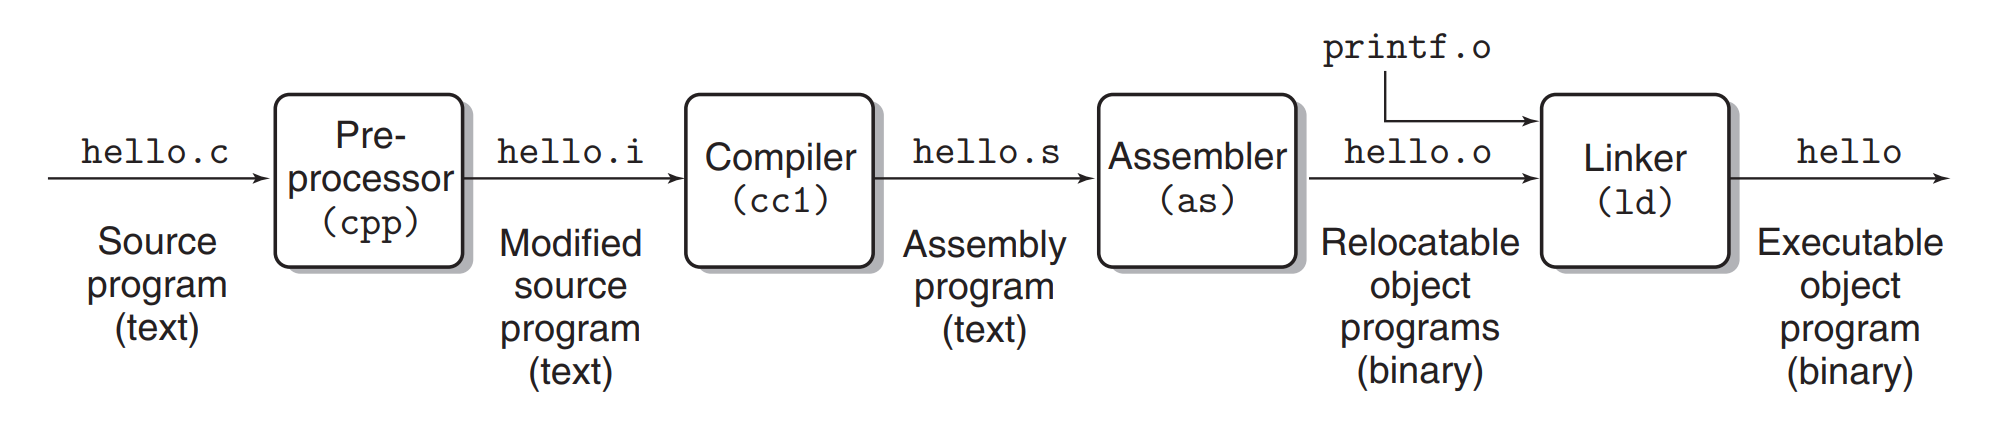 printf.o
hello.c
Pre-
processor
(cpp)
hello.i
Compiler
(cc1)
hello.s
Assembler
(as)
hello.o
Linker
(ld)
hello
Source
program
(text)
Modified
source
program
(text)
Assembly
program
(text)
Relocatable
object
programs
(binary)
Executable
object
program
(binary)